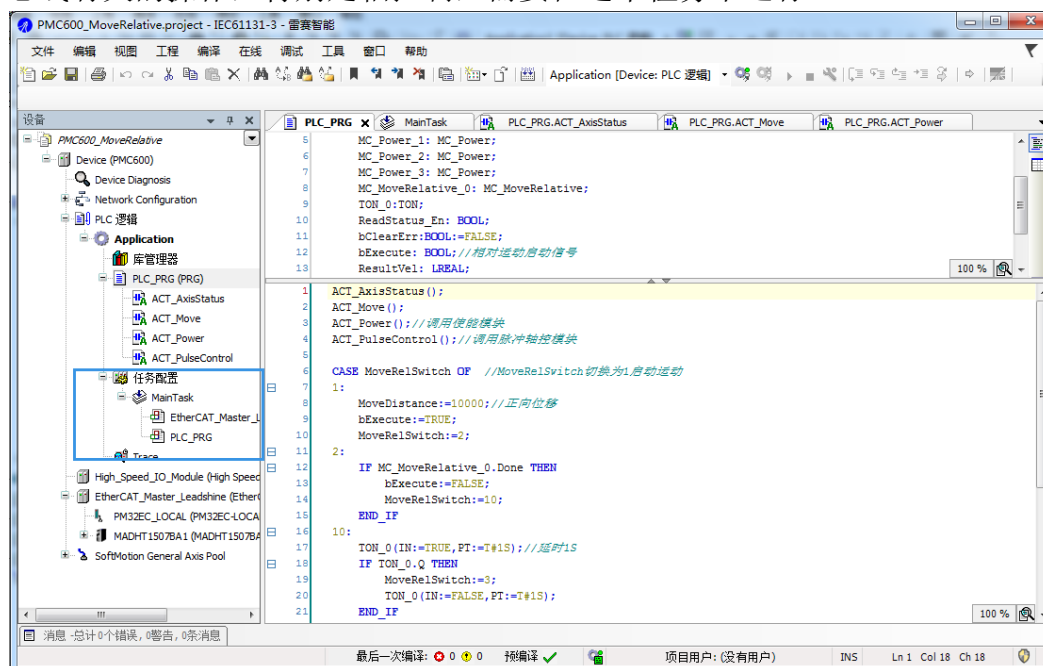 PMC600_MoveRelative.project - IEC61131-3 - 雷赛智能
文件 编辑 视图 工程 编译 在线 调试 工具 窗口 帮助
Application [Device: PLC 逻辑]
设备
PMC600_MoveRelative
Device (PMC600)
Device Diagnosis
Network Configuration
PLC 逻辑
Application
库管理器
PLC_PRG (PRG)
ACT_AxisStatus
ACT_Move
ACT_Power
ACT_PulseControl
任务配置
MainTask
EtherCAT_Master_L
PLC_PRG
Trace
High_Speed_IO_Module (High Speed
EtherCAT_Master_Leadshine (Ether
PM32EC_LOCAL (PM32EC-LOCA
MADHT1507BA1 (MADHT1507BA
SoftMotion General Axis Pool
PLC_PRG MainTask PLC_PRG.ACT_AxisStatus PLC_PRG.ACT_Move PLC_PRG.ACT_Power
5 MC_Power_1: MC_Power;
6 MC_Power_2: MC_Power;
7 MC_Power_3: MC_Power;
8 MC_MoveRelative_0: MC_MoveRelative;
9 TON_0:TON;
10 ReadStatus_En: BOOL;
11 bClearErr:BOOL:=FALSE;
12 bExecute: BOOL;//相对运动启动信号
13 ResultVel: LREAL;
100 %
1 ACT_AxisStatus();
2 ACT_Move();
3 ACT_Power();//调用使能模块
4 ACT_PulseControl();//调用脉冲轴控模块
5
6 CASE MoveRelSwitch OF //MoveRelSwitch切换为1启动运动
7 1:
8 MoveDistance:=10000;//正向位移
9 bExecute:=TRUE;
10 MoveRelSwitch:=2;
11 2:
12 IF MC_MoveRelative_0.Done THEN
13 bExecute:=FALSE;
14 MoveRelSwitch:=10;
15 END_IF
16 10:
17 TON_0(IN:=TRUE,PT:=T#1S);//延时1S
18 IF TON_0.Q THEN
19 MoveRelSwitch:=3;
20 TON_0(IN:=FALSE,PT:=T#1S);
21 END_IF
100 %
消息 -总计0个错误, 0警告, 0条消息
最后一次编译: 0 0 预编译 项目用户: (没有用户) INS Ln 1 Col 18 Ch 18